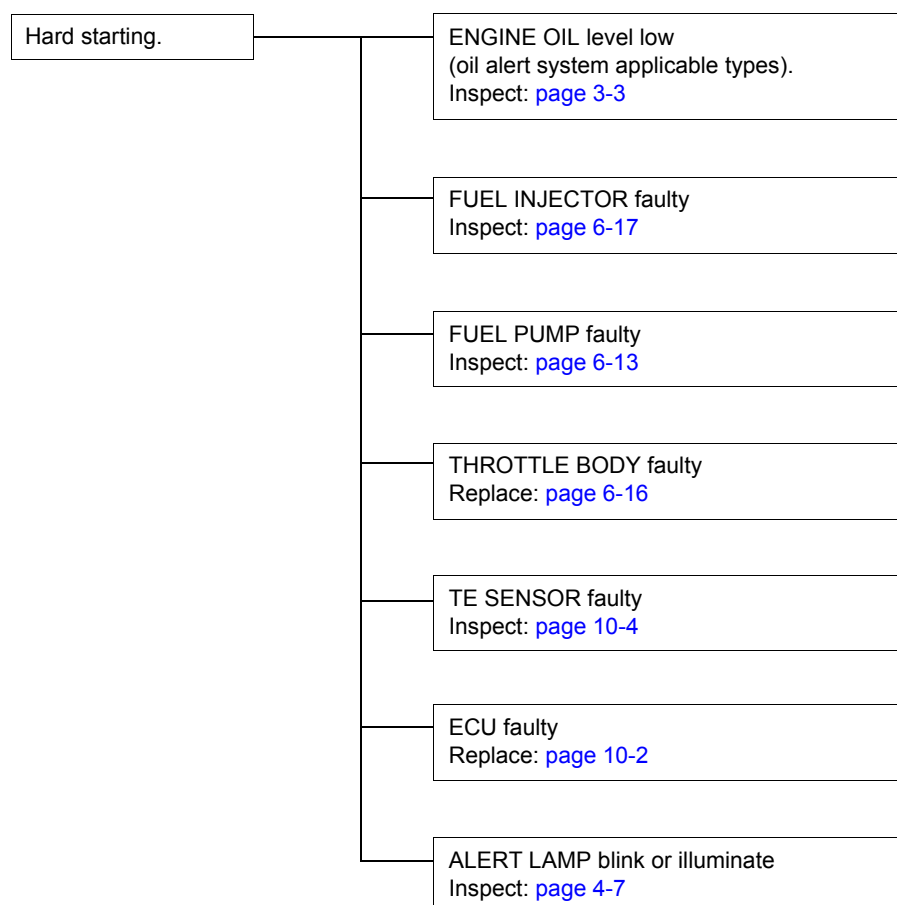 Hard starting.
ENGINE OIL level low
(oil alert system applicable types).
Inspect: page 3-3
FUEL INJECTOR faulty
Inspect: page 6-17
FUEL PUMP faulty
Inspect: page 6-13
THROTTLE BODY faulty
Replace: page 6-16
TE SENSOR faulty
Inspect: page 10-4
ECU faulty
Replace: page 10-2
ALERT LAMP blink or illuminate
Inspect: page 4-7